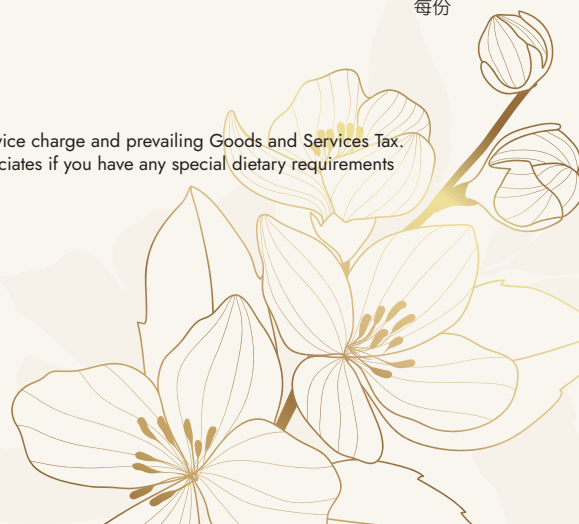 每份
vice charge and prevailing Goods and Services Tax.
ciates if you have any special dietary requirements